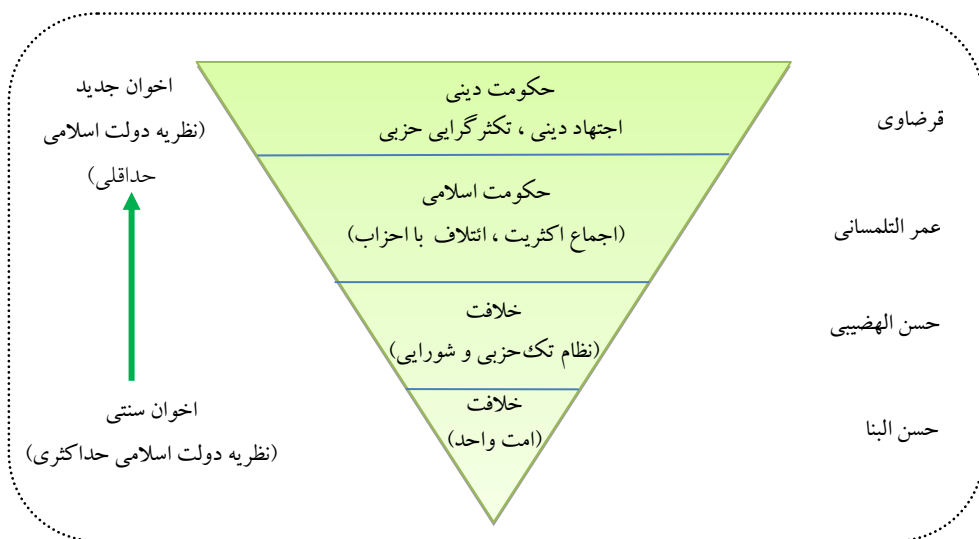 قرضاوی
حکومت دینی
اجتهاد دینی ، تکثرگرایی حزبی
اخوان جدید
(نظریه دولت اسلامی
حداقلی)
عمر التلمسانی
حکومت اسلامی
(اجماع اکثریت ، ائتلاف با احزاب)
حسن الهضیبی
خلافت
(نظام تک‌حزبی و شورایی)
حسن البنا
خلافت
(امت واحد)
اخوان سنتی
(نظریه دولت اسلامی حداکثری)